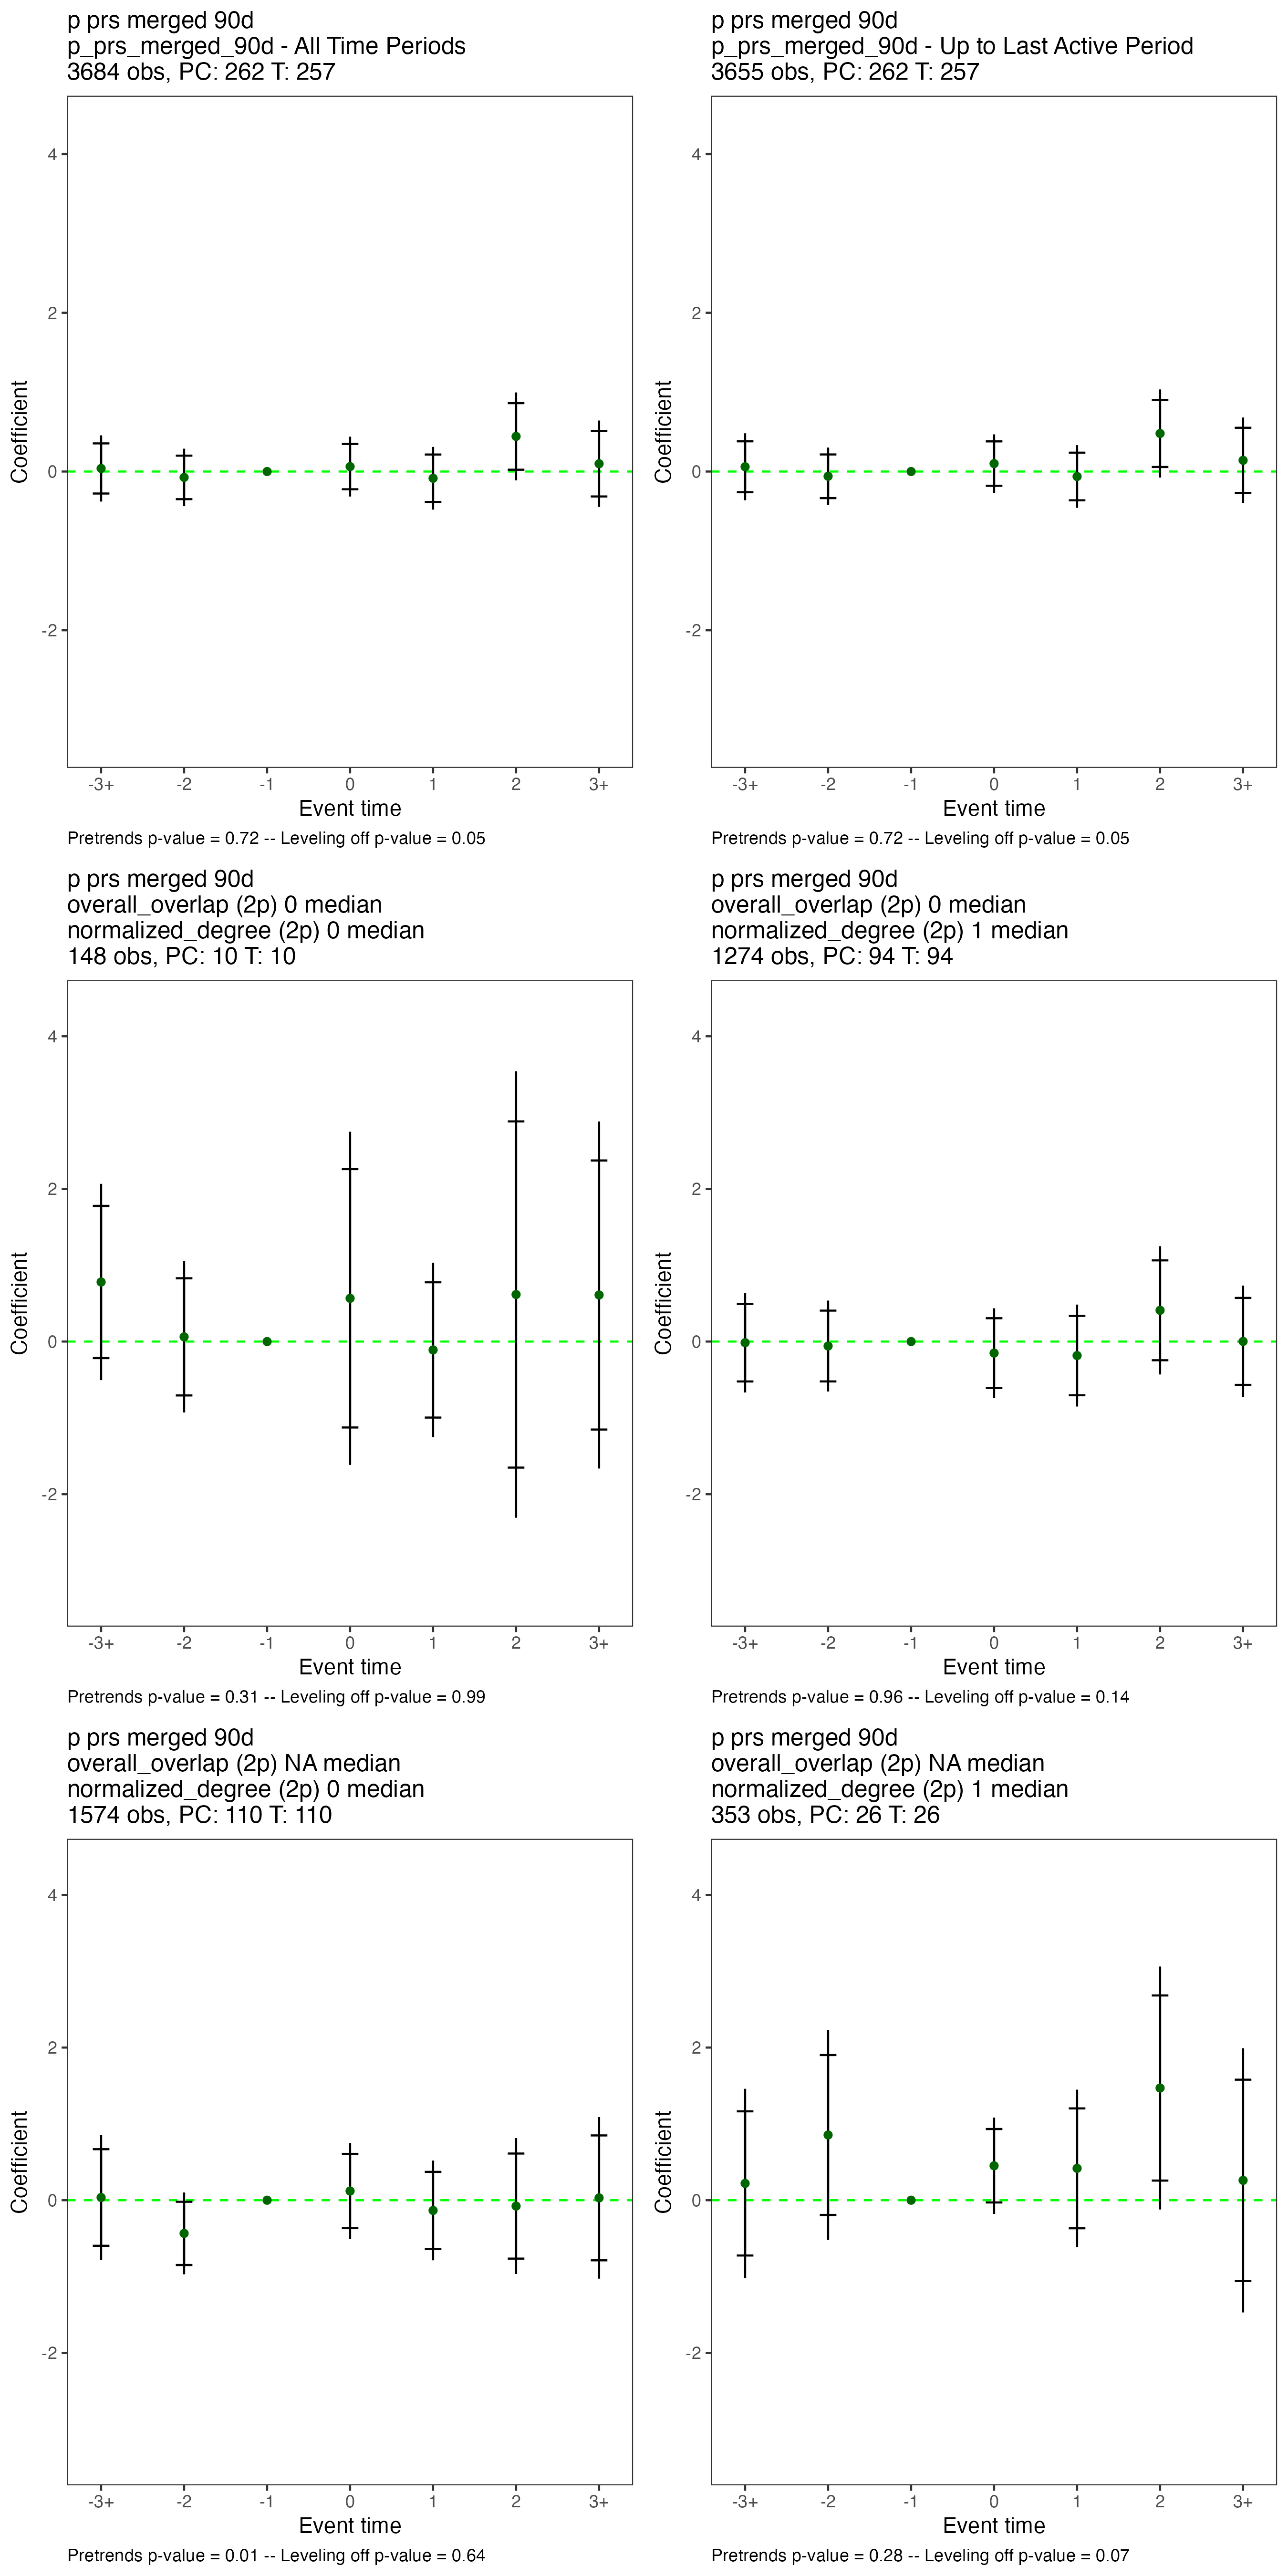 p prs merged 90d
p_prs_merged_90d - All Time Periods
3684 obs, PC: 262 T: 257
4
2
0
-2
Coefficient
-3+ -2 -1 0 1 2 3+
Event time
Pretrends p-value = 0.72 -- Leveling off p-value = 0.05
p prs merged 90d
p_prs_merged_90d - Up to Last Active Period
3655 obs, PC: 262 T: 257
4
2
0
-2
Coefficient
-3+ -2 -1 0 1 2 3+
Event time
Pretrends p-value = 0.72 -- Leveling off p-value = 0.05
p prs merged 90d
overall_overlap (2p) 0 median
normalized_degree (2p) 0 median
148 obs, PC: 10 T: 10
4
2
0
-2
Coefficient
-3+ -2 -1 0 1 2 3+
Event time
Pretrends p-value = 0.31 -- Leveling off p-value = 0.99
p prs merged 90d
overall_overlap (2p) 0 median
normalized_degree (2p) 1 median
1274 obs, PC: 94 T: 94
4
2
0
-2
Coefficient
-3+ -2 -1 0 1 2 3+
Event time
Pretrends p-value = 0.96 -- Leveling off p-value = 0.14
p prs merged 90d
overall_overlap (2p) NA median
normalized_degree (2p) 0 median
1574 obs, PC: 110 T: 110
4
2
0
-2
Coefficient
-3+ -2 -1 0 1 2 3+
Event time
Pretrends p-value = 0.01 -- Leveling off p-value = 0.64
p prs merged 90d
overall_overlap (2p) NA median
normalized_degree (2p) 1 median
353 obs, PC: 26 T: 26
4
2
0
-2
Coefficient
-3+ -2 -1 0 1 2 3+
Event time
Pretrends p-value = 0.28 -- Leveling off p-value = 0.07